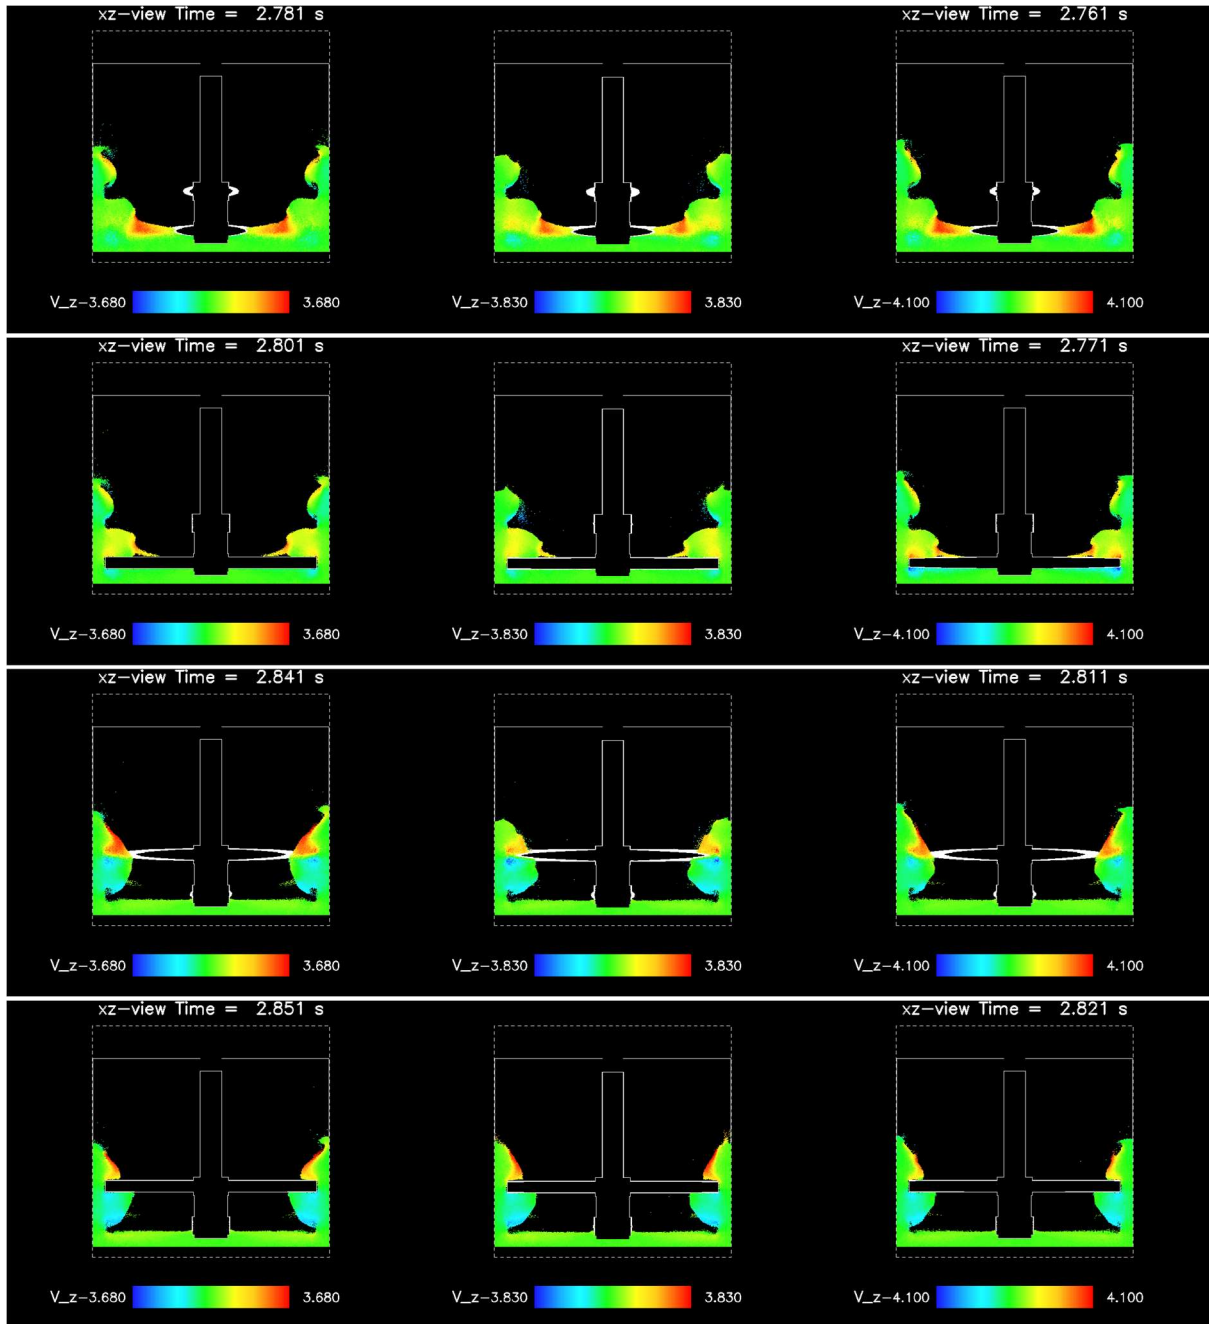 xz-view Time = 2.781 s
xz-view Time = 2.761 s
V_z-3.680 3.680
V_z-3.830 3.830
V_z-4.100 4.100
xz-view Time = 2.801 s
xz-view Time = 2.771 s
V_z-3.680 3.680
V_z-3.830 3.830
V_z-4.100 4.100
xz-view Time = 2.841 s
xz-view Time = 2.811 s
V_z-3.680 3.680
V_z-3.830 3.830
V_z-4.100 4.100
xz-view Time = 2.851 s
xz-view Time = 2.821 s
V_z-3.680 3.680
V_z-3.830 3.830
V_z-4.100 4.100